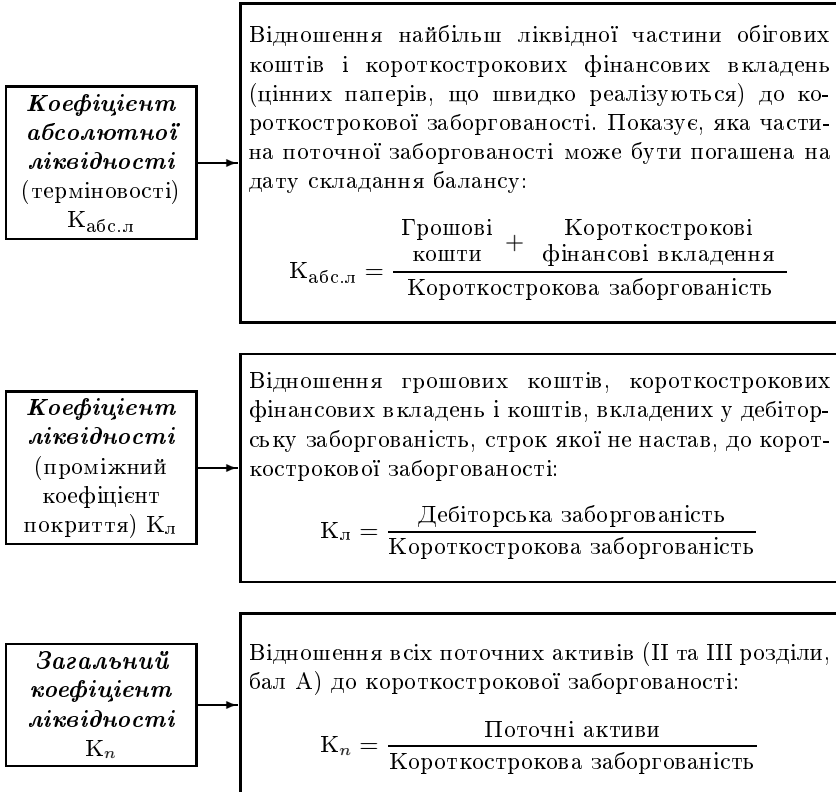 Коефіцієнт
абсолютної
ліквідності
(терміновості)
Кабс.л
Відношення найбільш ліквідної частини обігових
коштів і короткострокових фінансових вкладень
(цінних паперів, що швидко реалізуються) до ко-
роткострокової заборгованості. Показує, яка части-
на поточної заборгованості може бути погашена на
дату складання балансу:
Кабс.л = (Грошові кошти + Короткострокові фінансові вкладення) / Короткострокова заборгованість
Коефіцієнт
ліквідності
(проміжний
коефіцієнт
покриття) Кл
Відношення грошових коштів, короткострокових
фінансових вкладень і коштів, вкладених у дебітор-
ську заборгованість, строк якої не настав, до корот-
кострокової заборгованості:
Кл = Дебіторська заборгованість / Короткострокова заборгованість
Загальний
коефіцієнт
ліквідності
Кn
Відношення всіх поточних активів (II та III розділи,
бал А) до короткострокової заборгованості:
Кn = Поточні активи / Короткострокова заборгованість